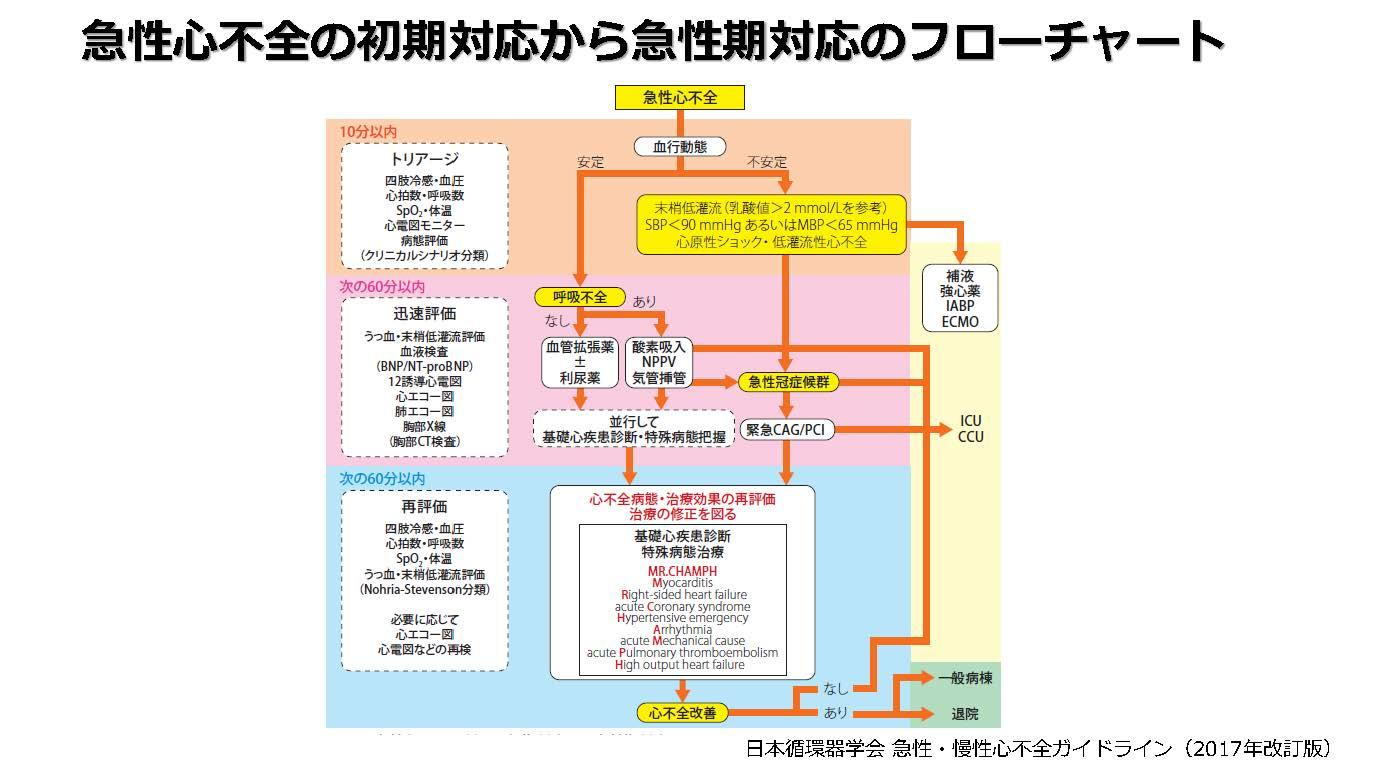 急性心不全の初期対応から急性期対応のフローチャート
急性心不全
10分以内
血行動態
安定
不安定
トリアージ
四肢冷感・血圧
心拍数・呼吸数
SpO₂・体温
心電図モニター
病態評価
(クリニカルシナリオ分類)
末梢低灌流（乳酸値＞2 mmol/Lを参考）
SBP＜90 mmHg あるいはMBP＜65 mmHg
心原性ショック・低灌流性心不全
補液
強心薬
IABP
ECMO
次の60分以内
迅速評価
うっ血・末梢低灌流評価
血液検査
(BNP/NT-proBNP)
12誘導心電図
心エコー図
肺エコー図
胸部X線
(胸部CT検査)
呼吸不全
なし
あり
血管拡張薬
±
利尿薬
酸素吸入
NPPV
気管挿管
急性冠症候群
並行して
基礎心疾患診断・特殊病態把握
緊急CAG/PCI
ICU
CCU
次の60分以内
再評価
四肢冷感・血圧
心拍数・呼吸数
SpO₂・体温
うっ血・末梢低灌流評価
(Nohria-Stevenson分類)
必要に応じて
心エコー図
心電図などの再検
心不全病態・治療効果の再評価
治療の修正を図る
基礎心疾患診断
特殊病態治療
MR.CHAMPH
Myocarditis
Right-sided heart failure
acute Coronary syndrome
Hypertensive emergency
Arrhythmia
acute Mechanical cause
acute Pulmonary thromboembolism
High output heart failure
心不全改善
なし
あり
一般病棟
退院
日本循環器学会 急性・慢性心不全ガイドライン（2017年改訂版）